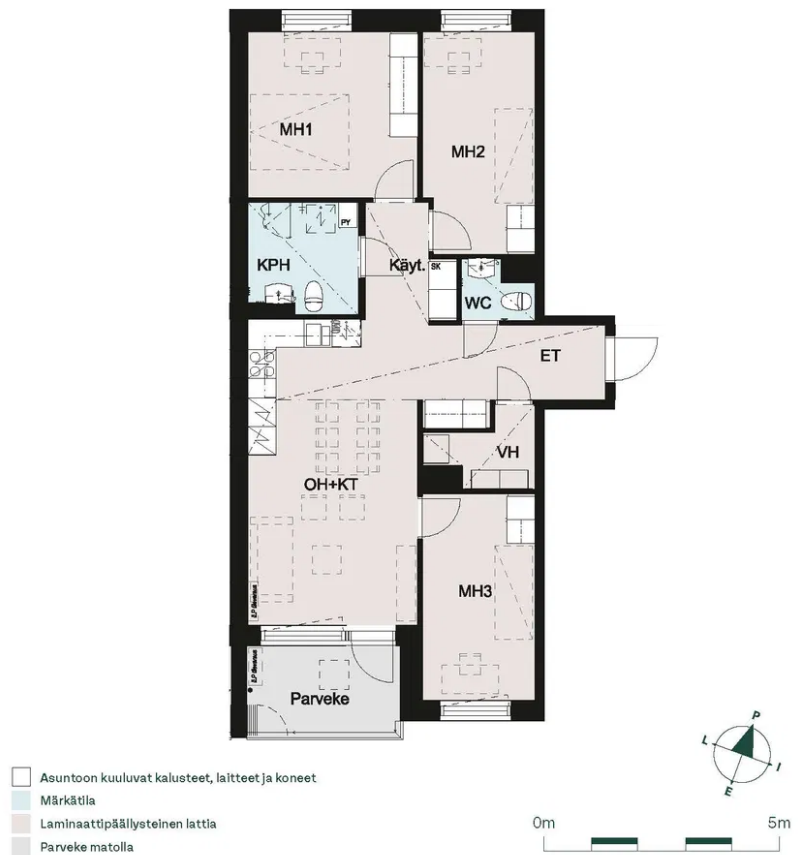 MH1
MH2
KPH
PY
Käyt.
SK
WC
ET
VH
OH+KT
MH3
Parveke
P
L
I
E
Asuntoon kuuluvat kalusteet, laitteet ja koneet
Märkätila
Laminaattipäällysteinen lattia
Parveke matolla
0m
5m